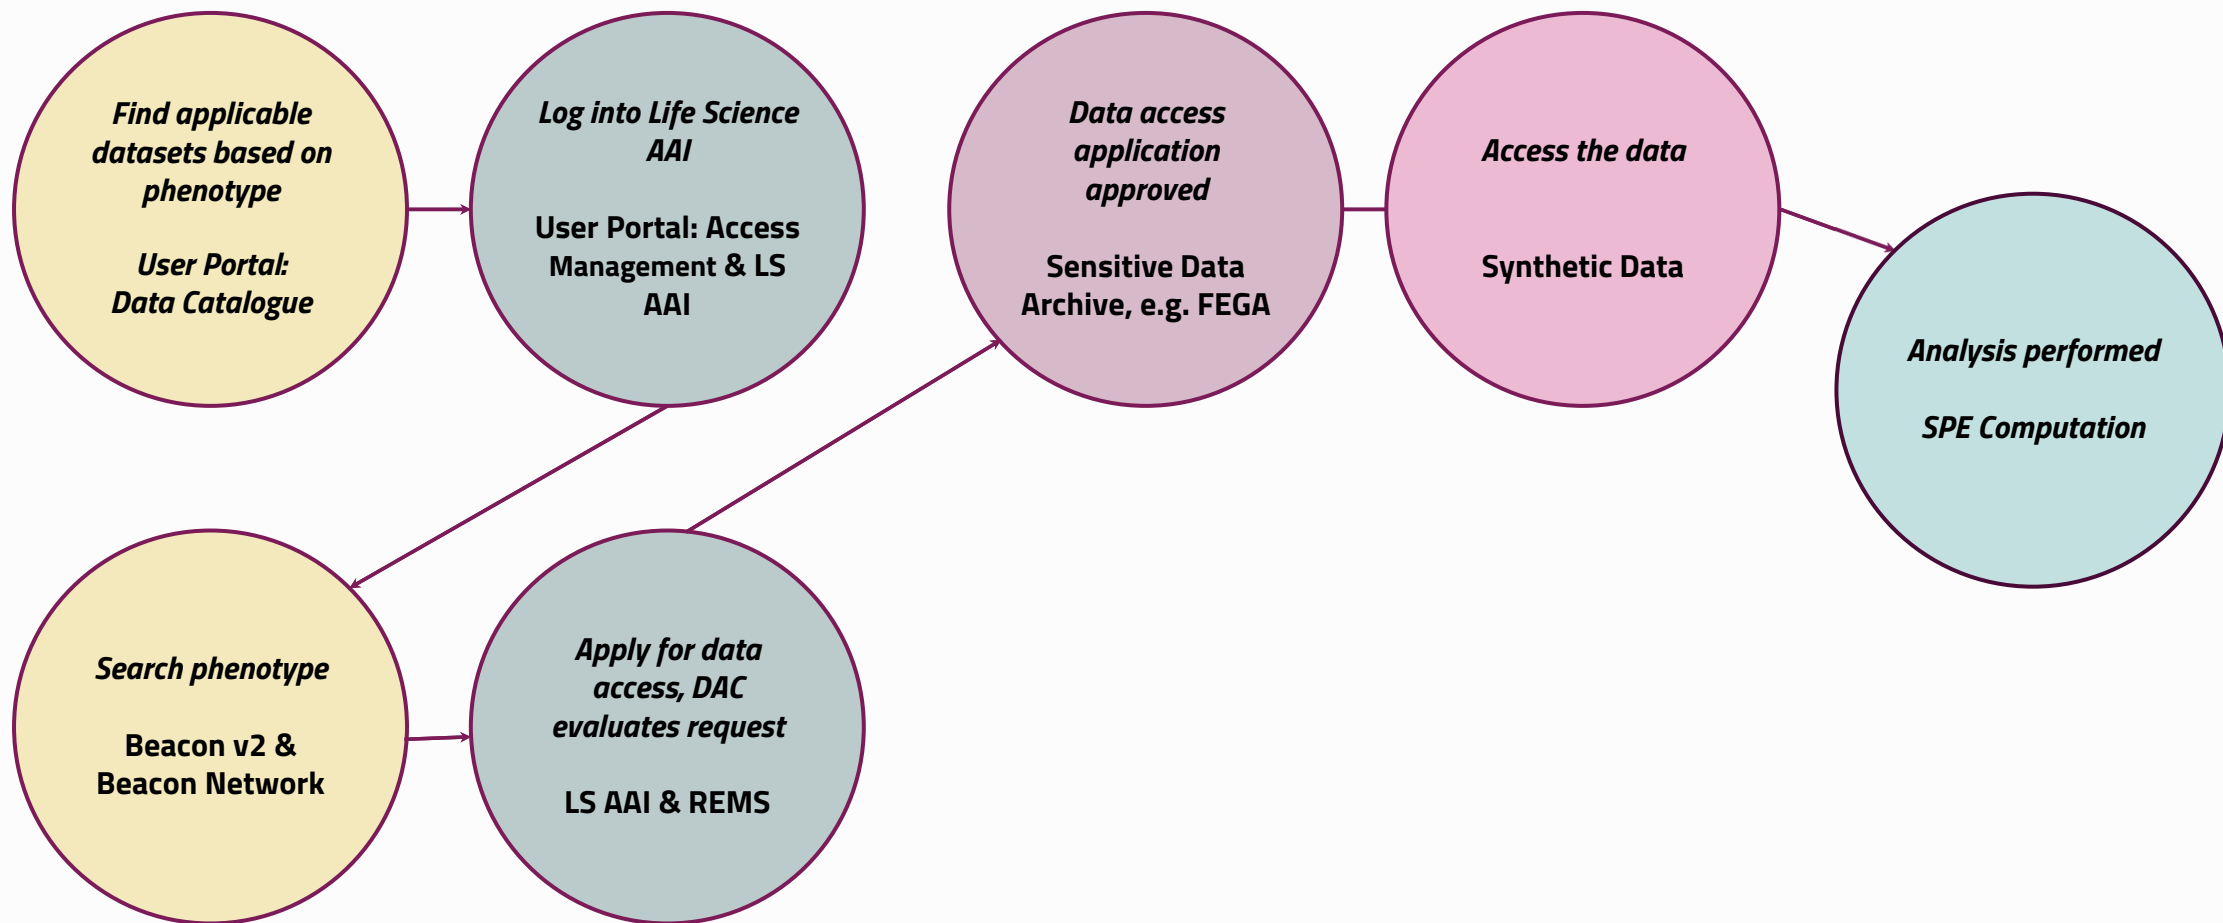 Find applicable
datasets based on
phenotype
User Portal:
Data Catalogue
Log into Life Science
AAI
User Portal: Access
Management & LS
AAI
Search phenotype
Beacon v2 &
Beacon Network
Apply for data
access, DAC
evaluates request
LS AAI & REMS
Data access
application
approved
Sensitive Data
Archive, e.g. FEGA
Access the data
Synthetic Data
Analysis performed
SPE Computation